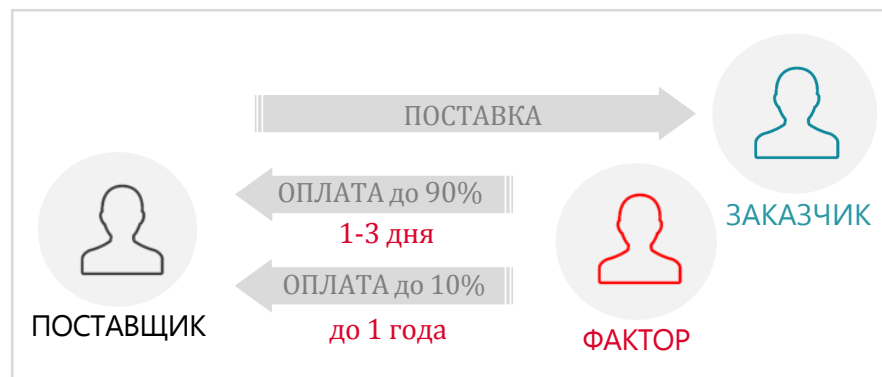 ПОСТАВКА
ОПЛАТА до 90%
1-3 дня
ЗАКАЗЧИК
ОПЛАТА до 10%
до 1 года
ПОСТАВЩИК
ФАКТОР